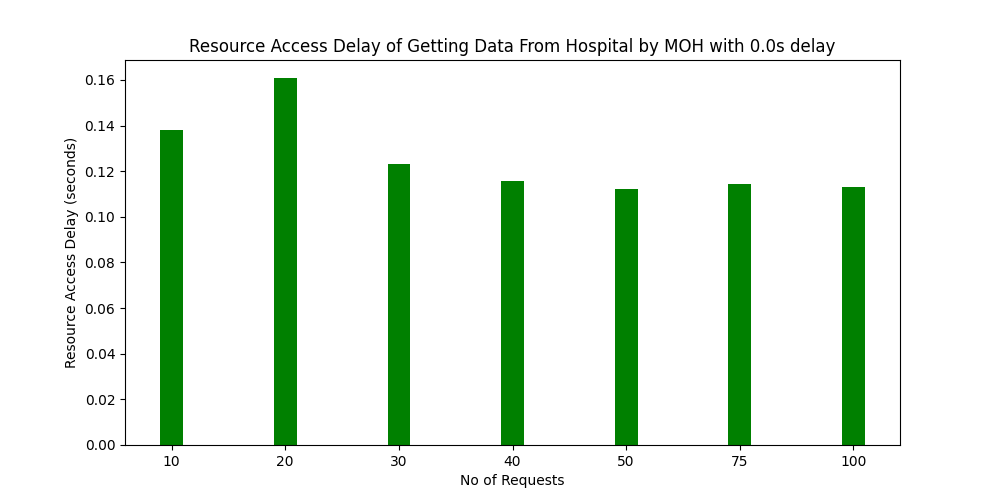 Resource Access Delay of Getting Data From Hospital by MOH with 0.0s delay
Resource Access Delay (seconds)
0.16
0.14
0.12
0.10
0.08
0.06
0.04
0.02
0.00
10 20 30 40 50 75 100
No of Requests